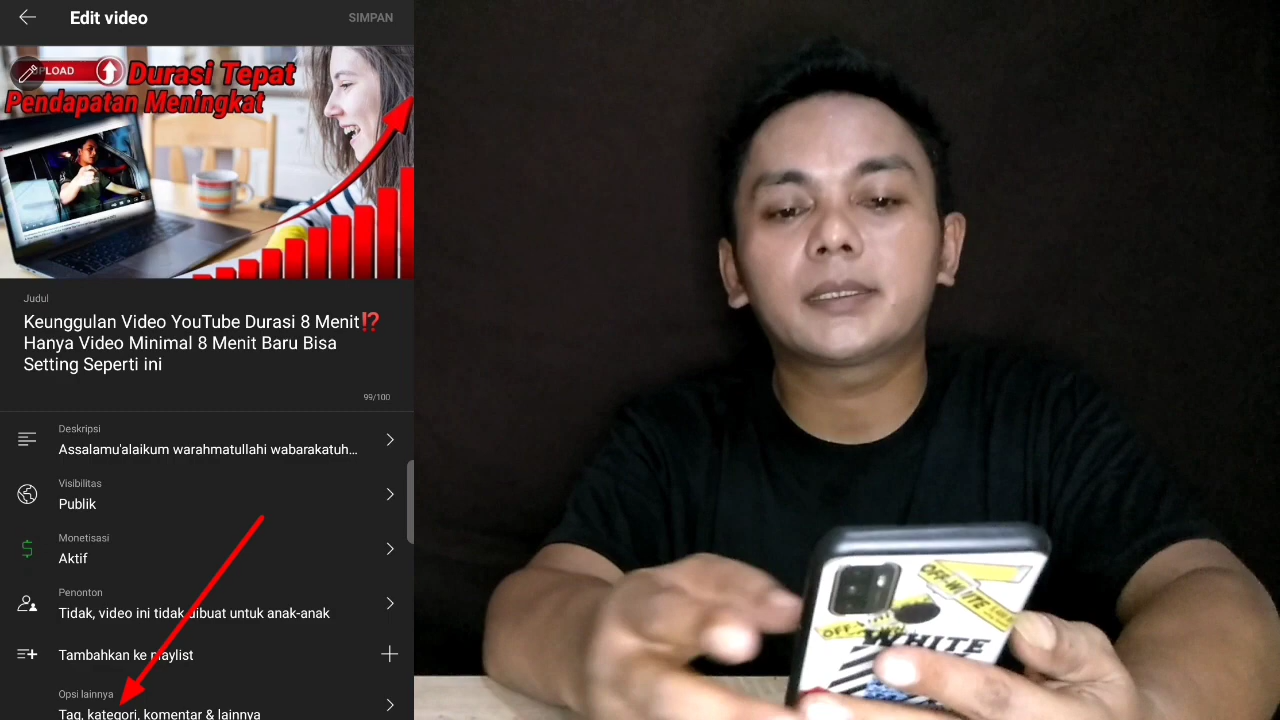 Edit video
SIMPAN
UPLOAD
Durasi Tepat
Pendapatan Meningkat
Judul
Keunggulan Video YouTube Durasi 8 Menit⁉️
Hanya Video Minimal 8 Menit Baru Bisa
Setting Seperti ini
99/100
Deskripsi
Assalamu'alaikum warahmatullahi wabarakatuh...
Visibilitas
Publik
Monetisasi
Aktif
Penonton
Tidak, video ini tidak dibuat untuk anak-anak
Tambahkan ke playlist
Opsi lainnya
Tag, kategori, komentar & lainnya
OFF-WHITE
OFF-
WHITE